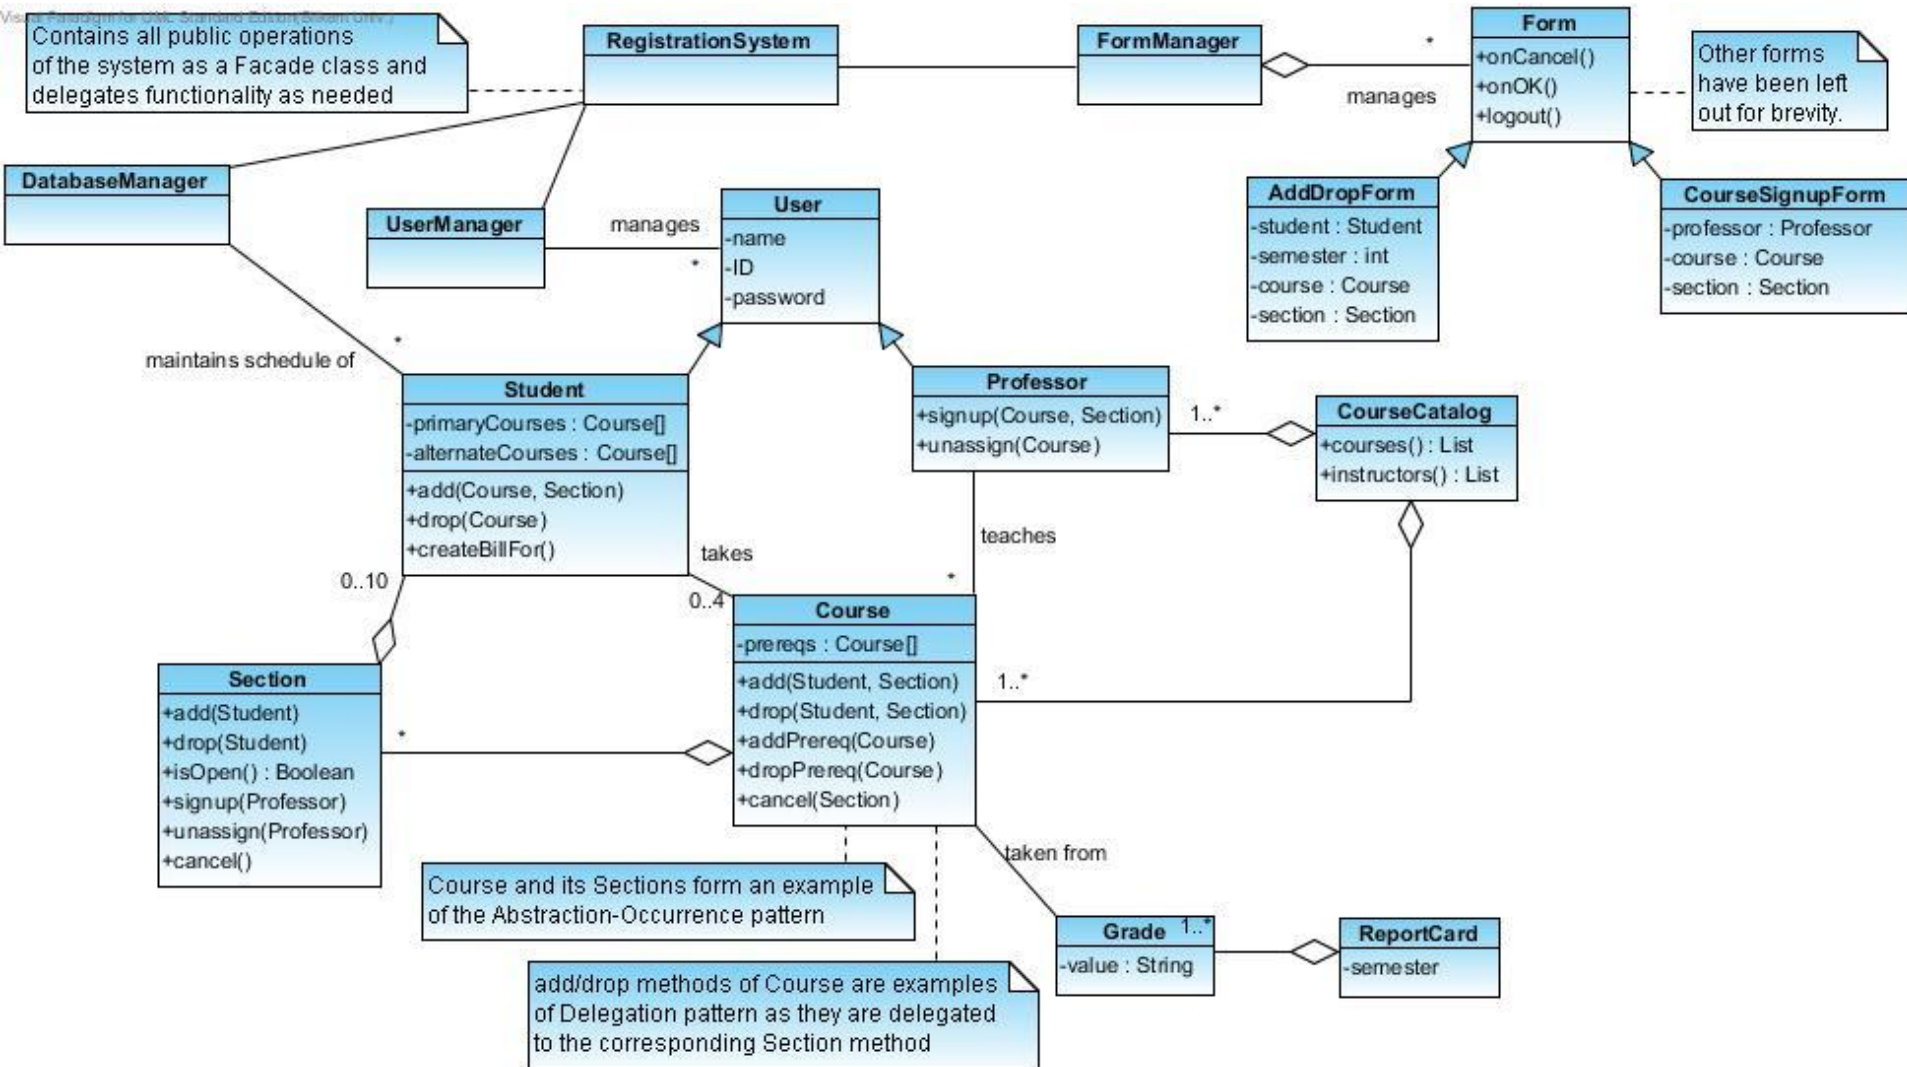 Visual Paradigm for UML Standard Edition(Shkem Univ.)
Contains all public operations
of the system as a Facade class and
delegates functionality as needed
RegistrationSystem
FormManager
*
manages
Form
+onCancel()
+onOK()
+logout()
Other forms
have been left
out for brevity.
DatabaseManager
UserManager
manages
*
User
-name
-ID
-password
AddDropForm
-student : Student
-semester : int
-course : Course
-section : Section
CourseSignupForm
-professor : Professor
-course : Course
-section : Section
maintains schedule of
*
Student
-primaryCourses : Course[]
-alternateCourses : Course[]
+add(Course, Section)
+drop(Course)
+createBillFor()
Professor
+signup(Course, Section)
+unassign(Course)
1..*
CourseCatalog
+courses() : List
+instructors() : List
teaches
*
takes
0..4
0..10
Section
+add(Student)
+drop(Student)
+isOpen() : Boolean
+signup(Professor)
+unassign(Professor)
+cancel()
*
Course
-prereqs : Course[]
+add(Student, Section)
+drop(Student, Section)
+addPrereq(Course)
+dropPrereq(Course)
+cancel(Section)
1..*
taken from
Course and its Sections form an example
of the Abstraction-Occurrence pattern
add/drop methods of Course are examples
of Delegation pattern as they are delegated
to the corresponding Section method
Grade
1..*
-value : String
ReportCard
-semester